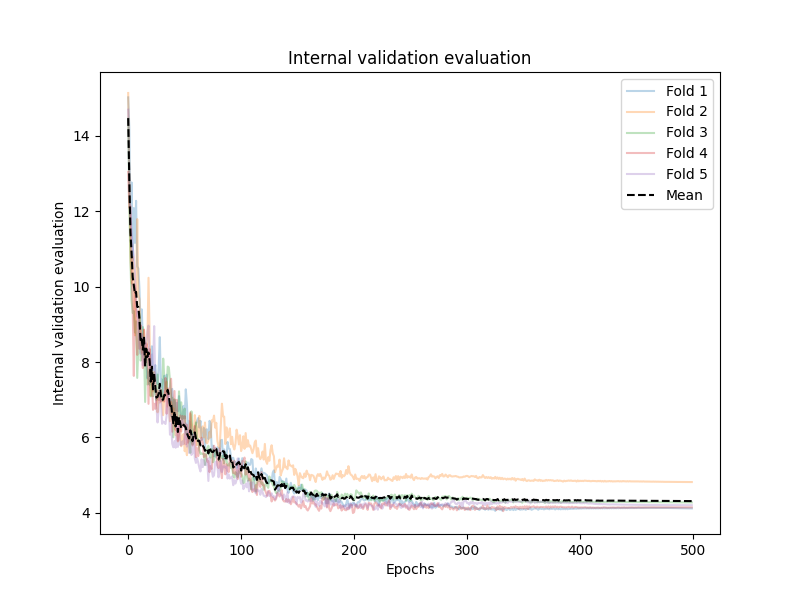 Internal validation evaluation
Internal validation evaluation
14
12
10
8
6
4
0
100
200
300
400
500
Epochs
Fold 1
Fold 2
Fold 3
Fold 4
Fold 5
Mean